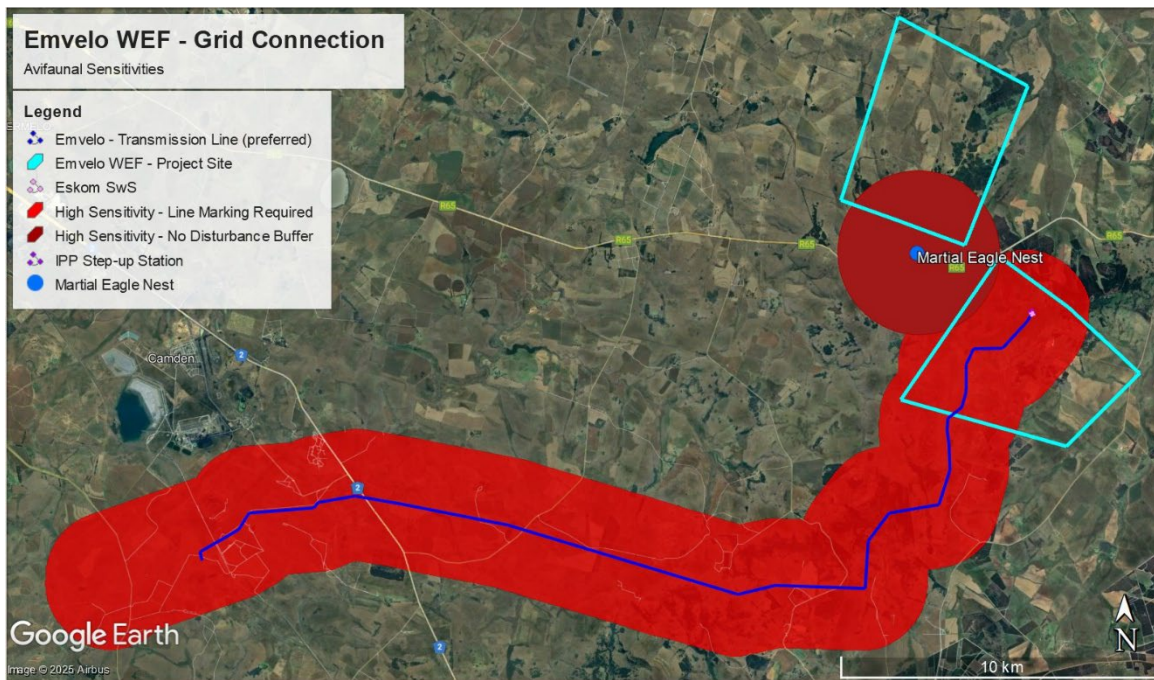 Emvelo WEF - Grid Connection
Avifaunal Sensitivities
Legend
Emvelo - Transmission Line (preferred)
Emvelo WEF - Project Site
Eskom SwS
High Sensitivity - Line Marking Required
High Sensitivity - No Disturbance Buffer
IPP Step-up Station
Martial Eagle Nest
R65
R65
R65
R65
R65
Martial Eagle Nest
Camden
2
2
2
Google Earth
Image © 2025 Airbus
10 km
N